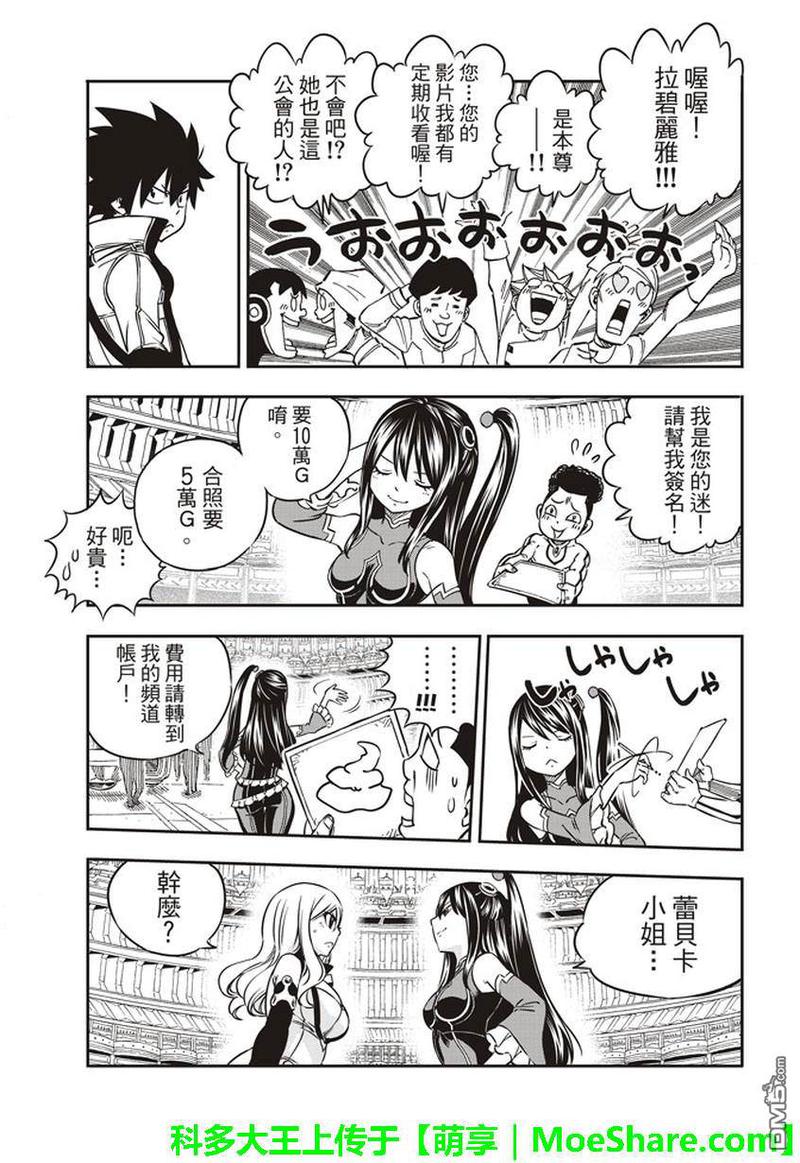 喔喔！
拉碧麗雅!!!
是本尊
——!!
您…您的
影片我都有
定期收看喔！
不會吧!?
她也是這
公會的人!?
うおおおおおおっ
我是您的迷！
請幫我簽名！
要10萬G
唷。
合照要
5萬G。
呃…
好貴…
しゃ
しゃ
しゃ
………
………!!!
費用請轉到
我的頻道
帳戶！
蕾貝卡
小姐…
幹麼？
DM5.com
科多大王上传于【萌享｜MoeShare.com】